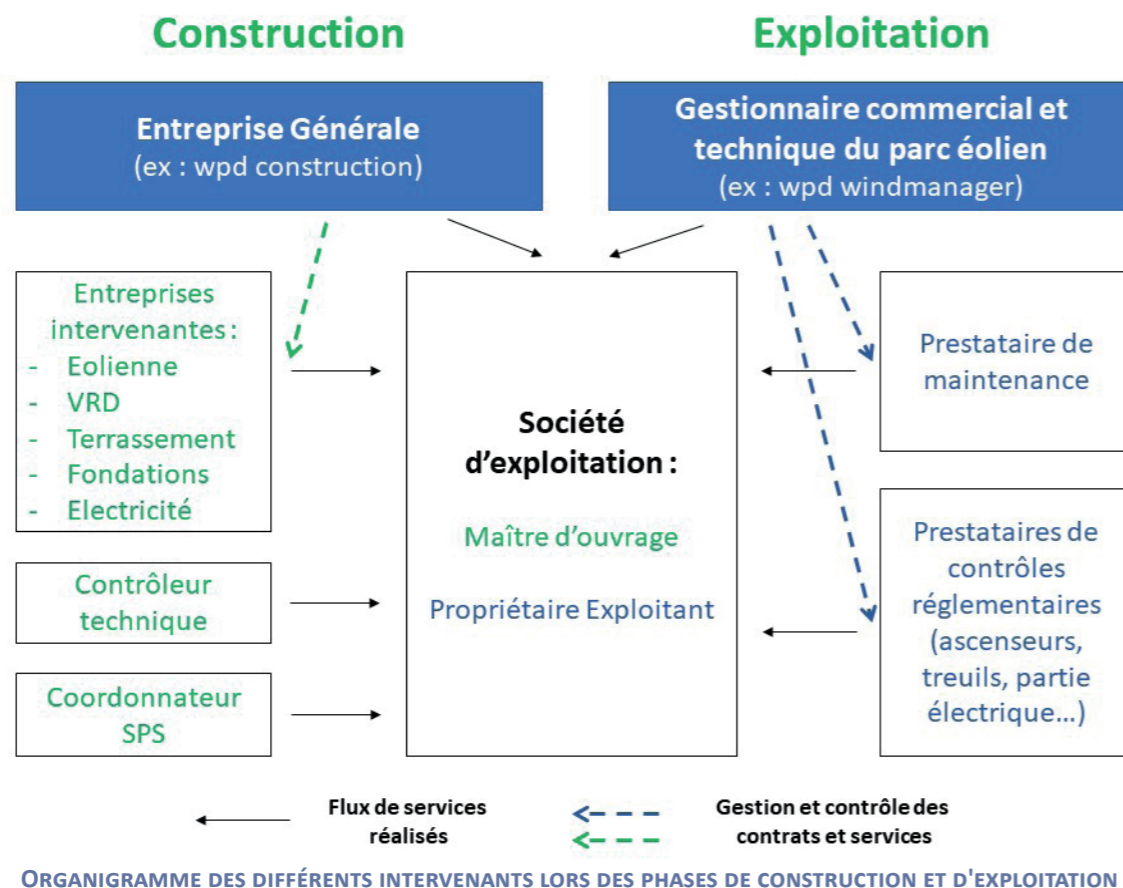 Construction
Exploitation
Entreprise Générale
(ex : wpd construction)
Gestionnaire commercial et
technique du parc éolien
(ex : wpd windmanager)
Entreprises
intervenantes :
- Eolienne
- VRD
- Terrassement
- Fondations
- Electricité
Contrôleur
technique
Coordonnateur
SPS
Société
d'exploitation :
Maître d'ouvrage
Propriétaire Exploitant
Prestataire de
maintenance
Prestataires de
contrôles
réglementaires
(ascenseurs,
treuils, partie
électrique...)
Flux de services
réalisés
Gestion et contrôle des
contrats et services
ORGANIGRAMME DES DIFFÉRENTS INTERVENANTS LORS DES PHASES DE CONSTRUCTION ET D'EXPLOITATION